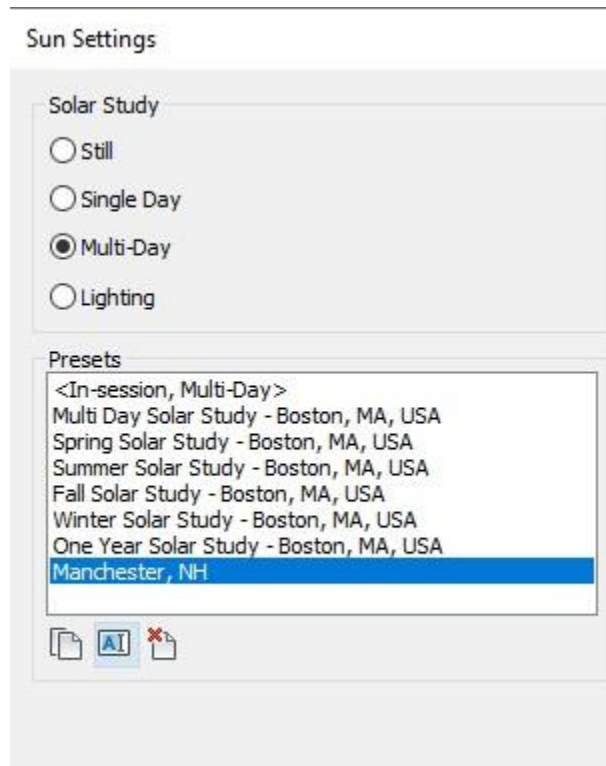 Sun Settings
Solar Study
Still
Single Day
Multi-Day
Lighting
Presets
<In-session, Multi-Day>
Multi Day Solar Study - Boston, MA, USA
Spring Solar Study - Boston, MA, USA
Summer Solar Study - Boston, MA, USA
Fall Solar Study - Boston, MA, USA
Winter Solar Study - Boston, MA, USA
One Year Solar Study - Boston, MA, USA
Manchester, NH
AI